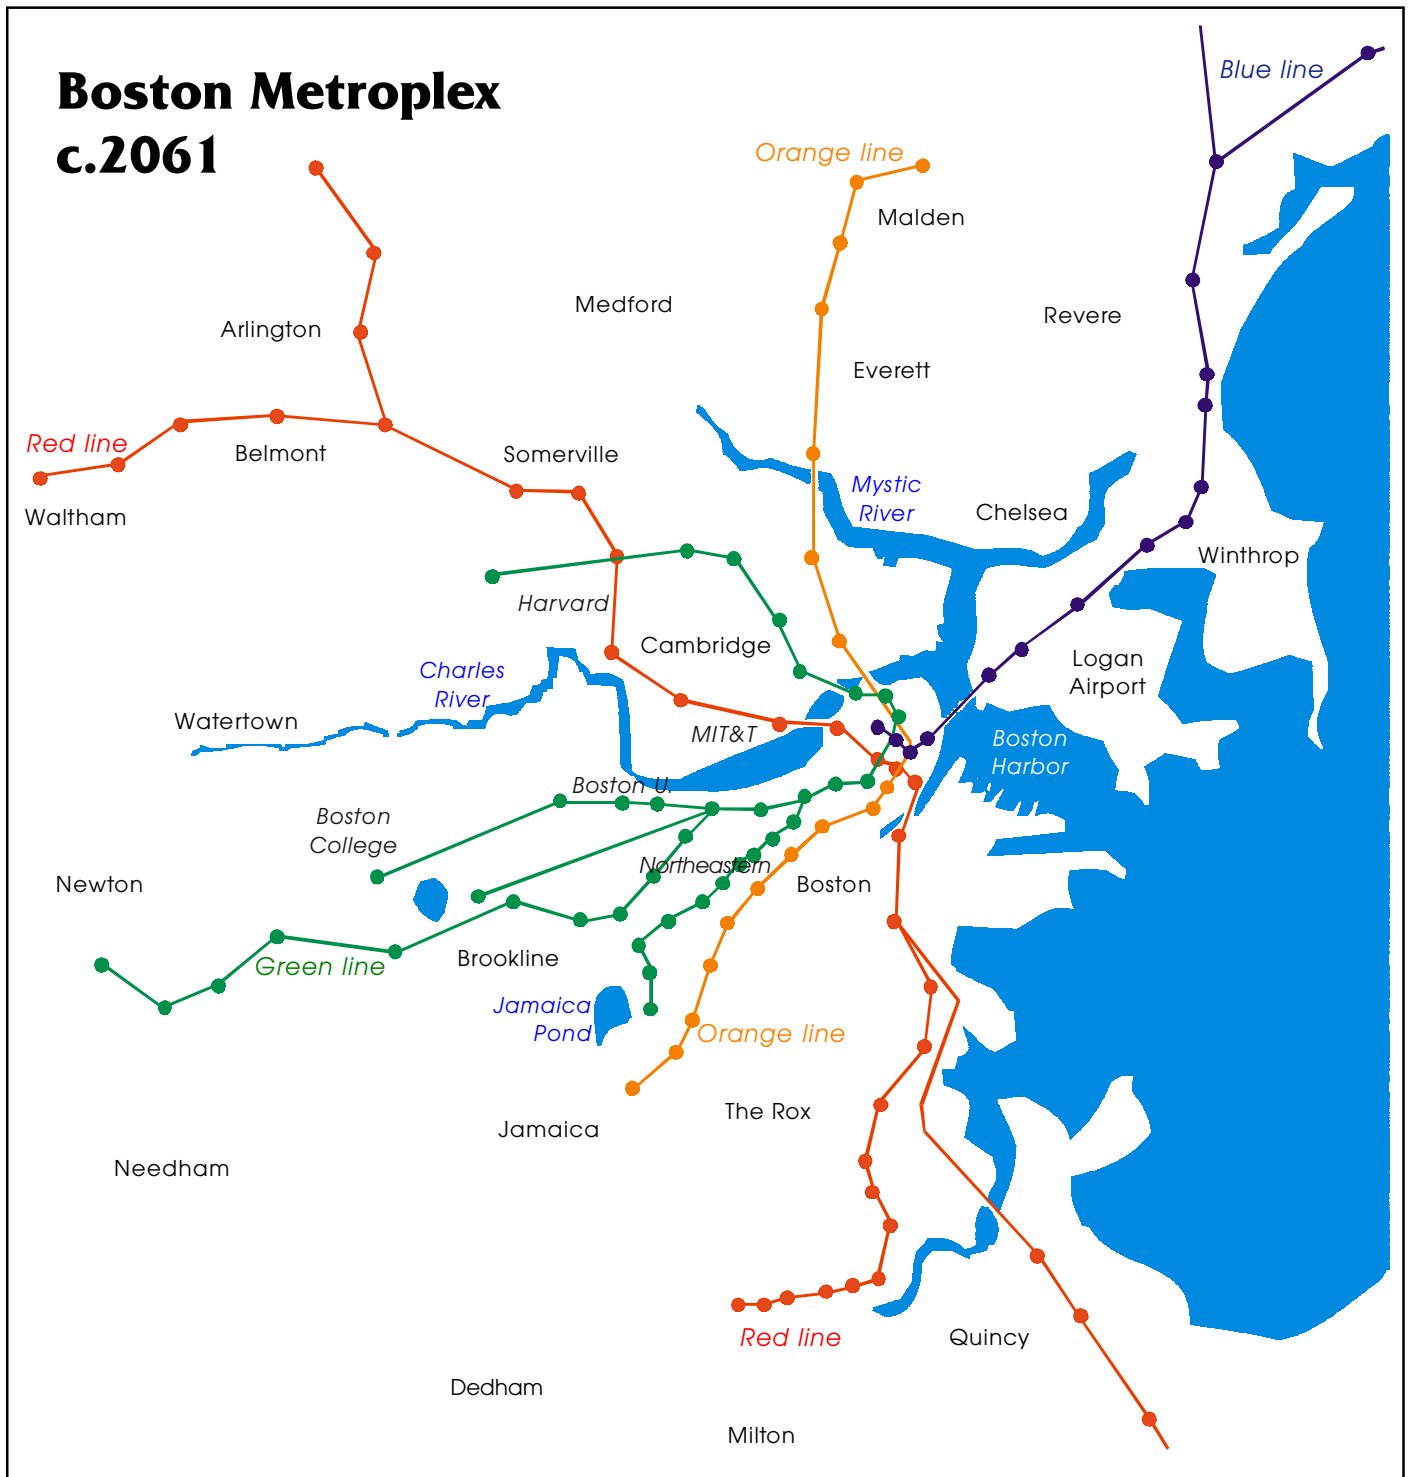 Boston Metroplex
c.2061
Blue line
Orange line
Malden
Medford
Revere
Arlington
Everett
Red line
Belmont
Somerville
Mystic
River
Chelsea
Waltham
Winthrop
Harvard
Cambridge
Charles
River
Logan
Airport
Watertown
MIT&T
Boston
Harbor
Boston U.
Boston
College
Northeastern
Newton
Boston
Brookline
Green line
Jamaica
Pond
Orange line
The Rox
Jamaica
Needham
Red line
Quincy
Dedham
Milton